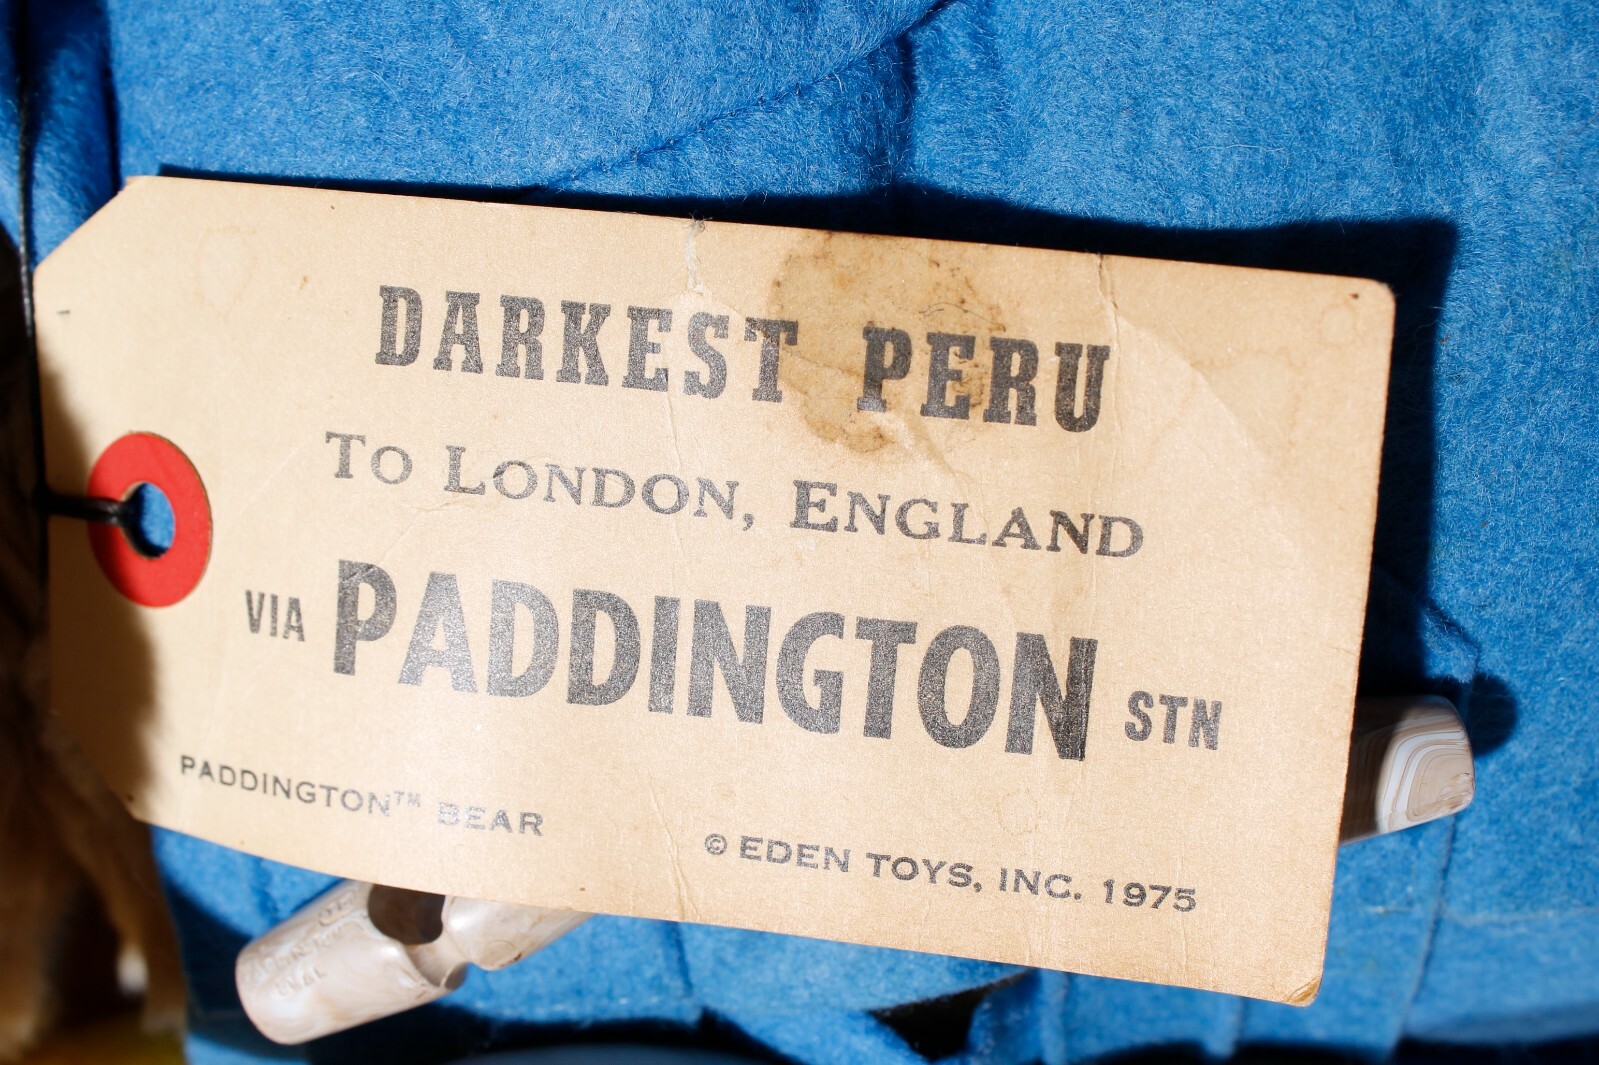 DARKEST PERU
TO LONDON, ENGLAND
VIA PADDINGTON STN
PADDINGTON™ BEAR
© EDEN TOYS, INC. 1975